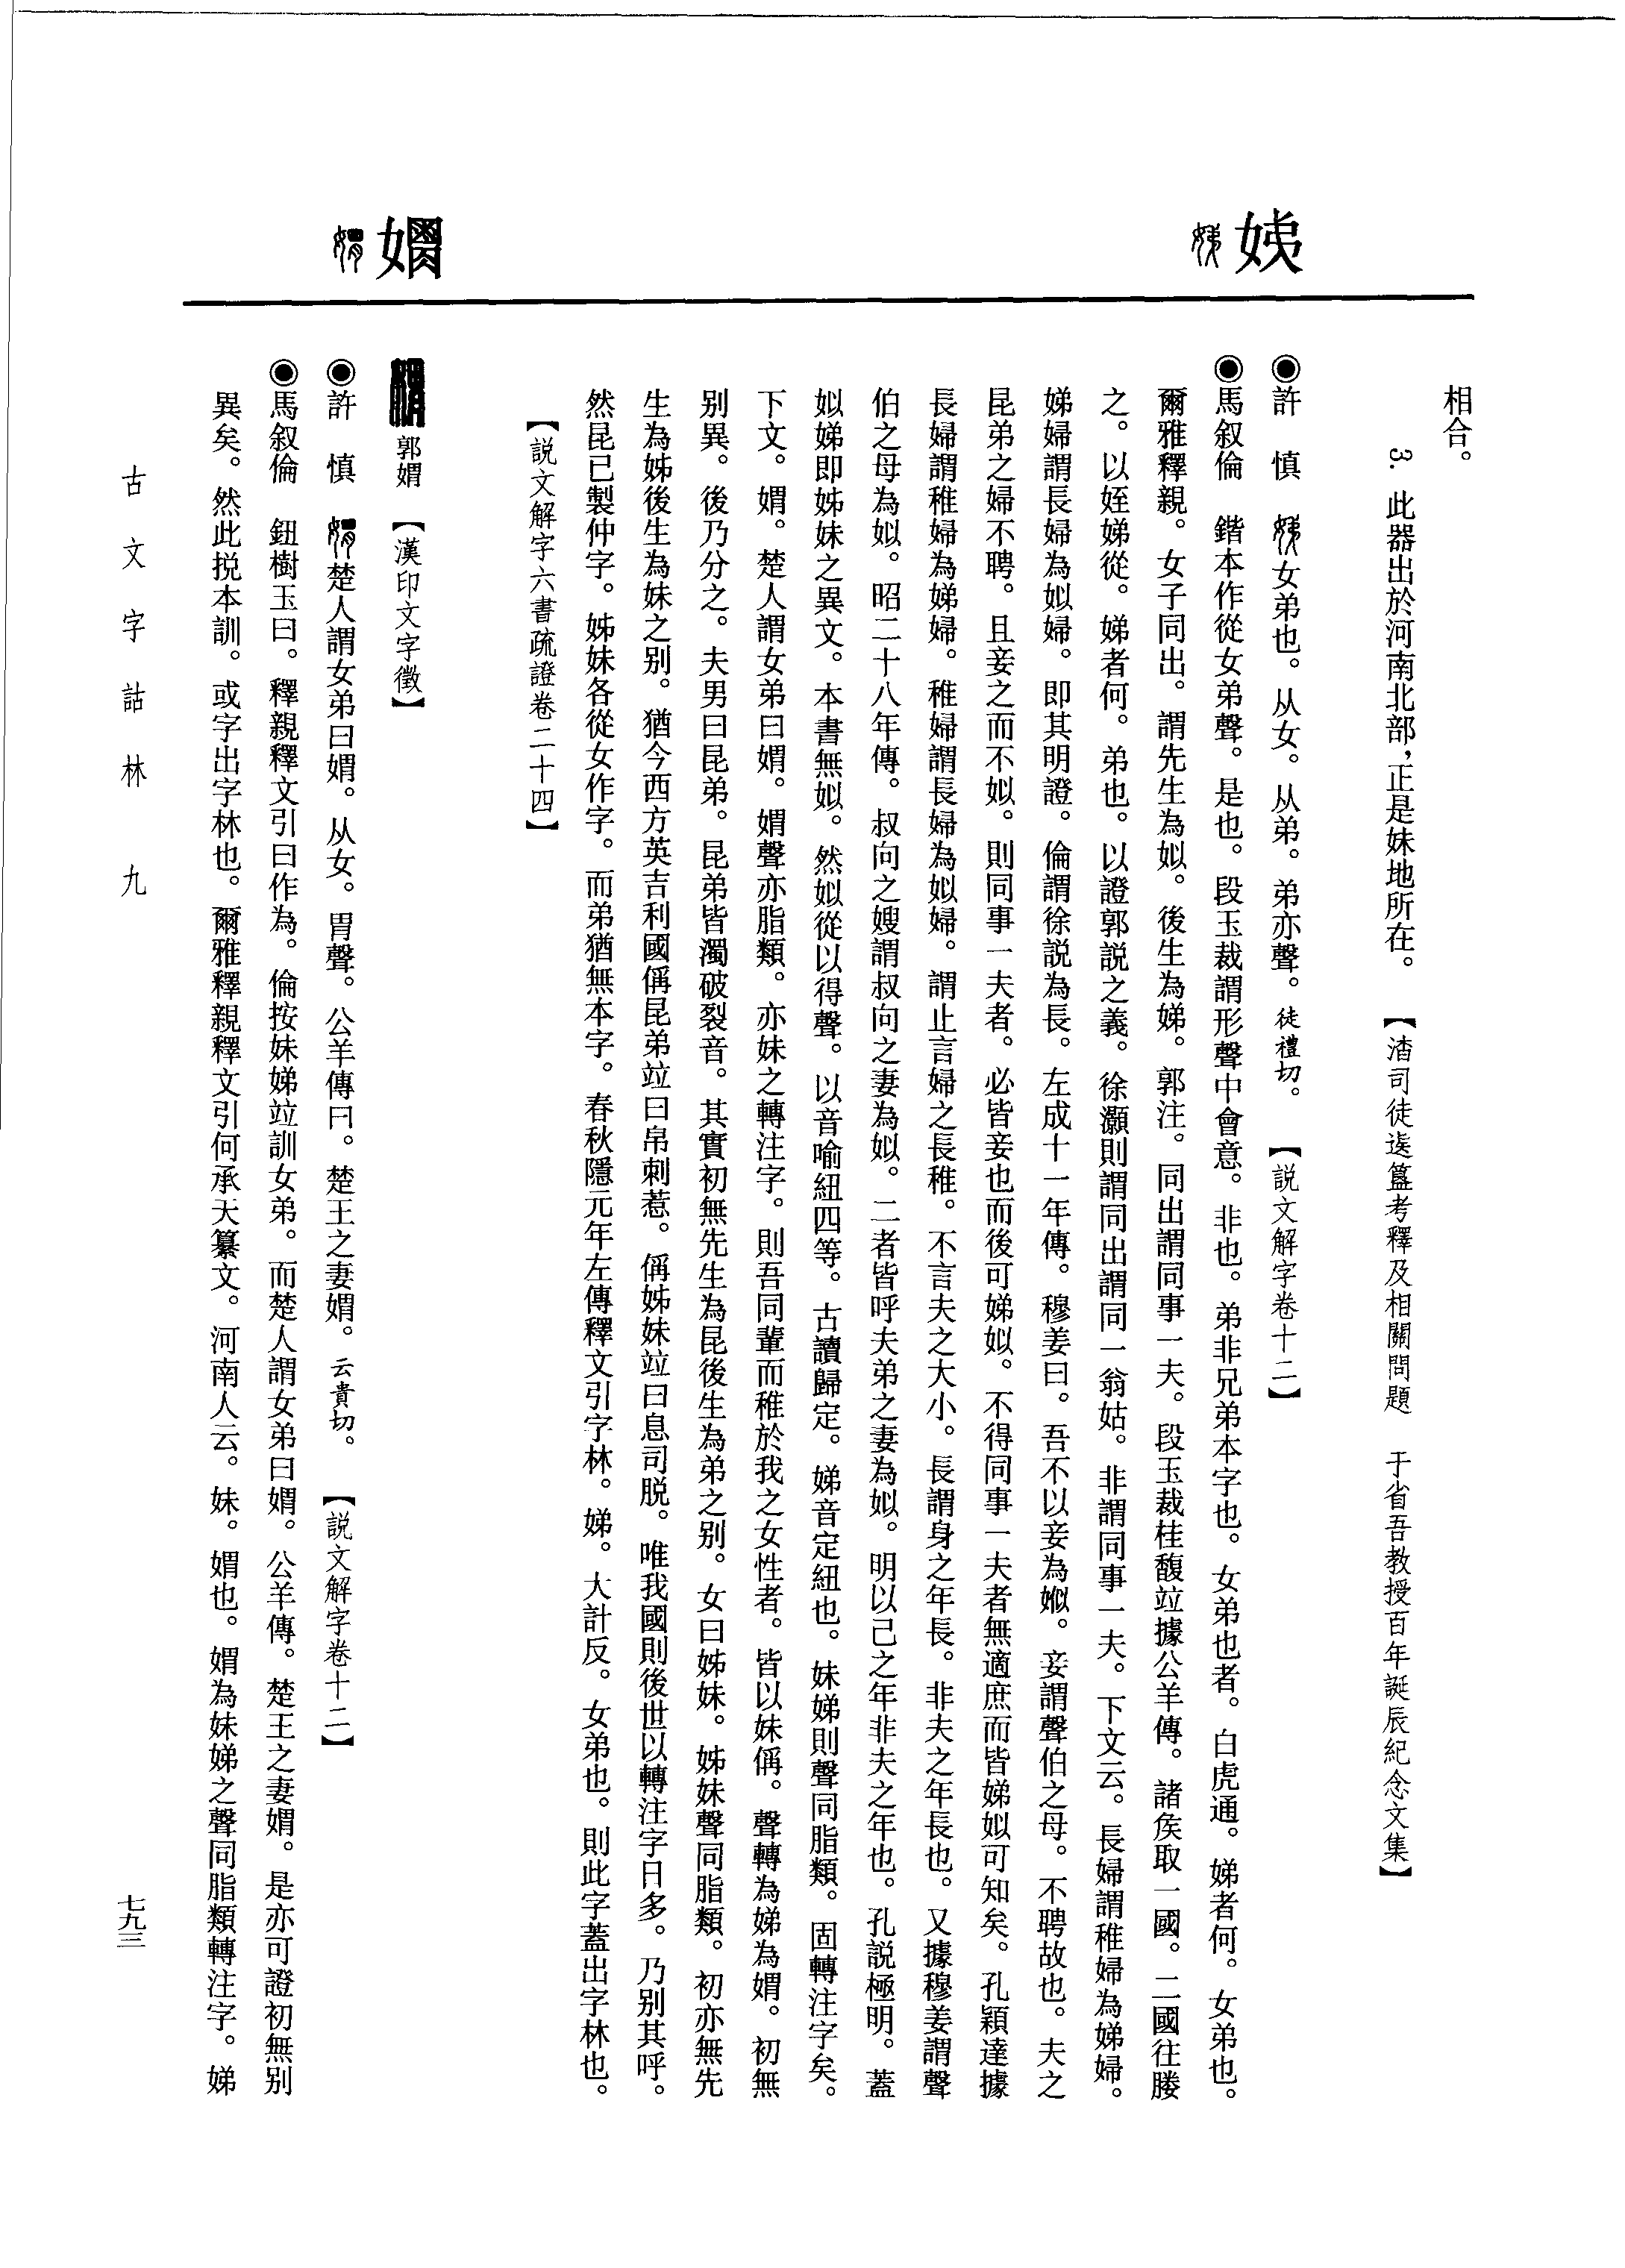 相合。
3. 此器出於河南北部，正是妹地所在。　【渣司徒逘簋考釋及相關問題　于省吾教授百年誕辰紀念文集】
娣
◉許　慎　女弟也。从女。从弟。弟亦聲。徒禮切。　【説文解字卷十二】
◉馬叙倫　鍇本作從女弟聲。是也。段玉裁謂形聲中會意。非也。弟非兄弟本字也。女弟也者。白虎通。娣者何。女弟也。
爾雅釋親。女子同出。謂先生為姒。後生為娣。郭注。同出謂同事一夫。段玉裁桂馥竝據公羊傳。諸矦取一國。二國往媵
之。以姪娣從。娣者何。弟也。以證郭説之義。徐灝則謂同出謂同一翁姑。非謂同事一夫。下文云。長婦謂稚婦為娣婦。
娣婦謂長婦為姒婦。即其明證。倫謂徐説為長。左成十一年傳。穆姜曰。吾不以妾為姒。妾謂聲伯之母。不聘故也。夫之
昆弟之婦不聘。且妾之而不姒。則同事一夫者。必皆妾也而後可娣姒。不得同事一夫者無適庶而皆娣姒可知矣。孔穎達據
長婦謂稚婦為娣婦。稚婦謂長婦為姒婦。謂止言婦之長稚。不言夫之大小。長謂身之年長。非夫之年長也。又據穆姜謂聲
伯之母為姒。昭二十八年傳。叔向之嫂謂叔向之妻為姒。二者皆呼夫弟之妻為姒。明以己之年非夫之年也。孔説極明。蓋
姒娣即姊妹之異文。本書無姒。然姒從以得聲。以音喻紐四等。古讀歸定。娣音定紐也。妹娣則聲同脂類。固轉注字矣。
下文。媦。楚人謂女弟曰媦。媦聲亦脂類。亦妹之轉注字。則吾同輩而稚於我之女性者。皆以妹偁。聲轉為娣為媦。初無
别異。後乃分之。夫男曰昆弟。昆弟皆濁破裂音。其實初無先生為昆後生為弟之别。女曰姊妹。姊妹聲同脂類。初亦無先
生為姊後生為妹之别。猶今西方英吉利國偁昆弟竝曰帛刺惹。偁姊妹竝曰息司脱。唯我國則後世以轉注字日多。乃别其呼。
然昆已製仲字。姊妹各從女作字。而弟猶無本字。春秋隱元年左傳釋文引字林。娣。大計反。女弟也。則此字蓋出字林也。
【説文解字六書疏證卷二十四】
媦
郭媦　【漢印文字徵】
◉許　慎　楚人謂女弟曰媦。从女。胃聲。公羊傳曰。楚王之妻媦。云貴切。　【説文解字卷十二】
◉馬叙倫　鈕樹玉曰。釋親釋文引曰作為。倫按妹娣竝訓女弟。而楚人謂女弟曰媦。公羊傳。楚王之妻媦。是亦可證初無别
異矣。然此挩本訓。或字出字林也。爾雅釋親釋文引何承天纂文。河南人云。妹。媦也。媦為妹娣之聲同脂類轉注字。娣
古文字詁林　九
七九三